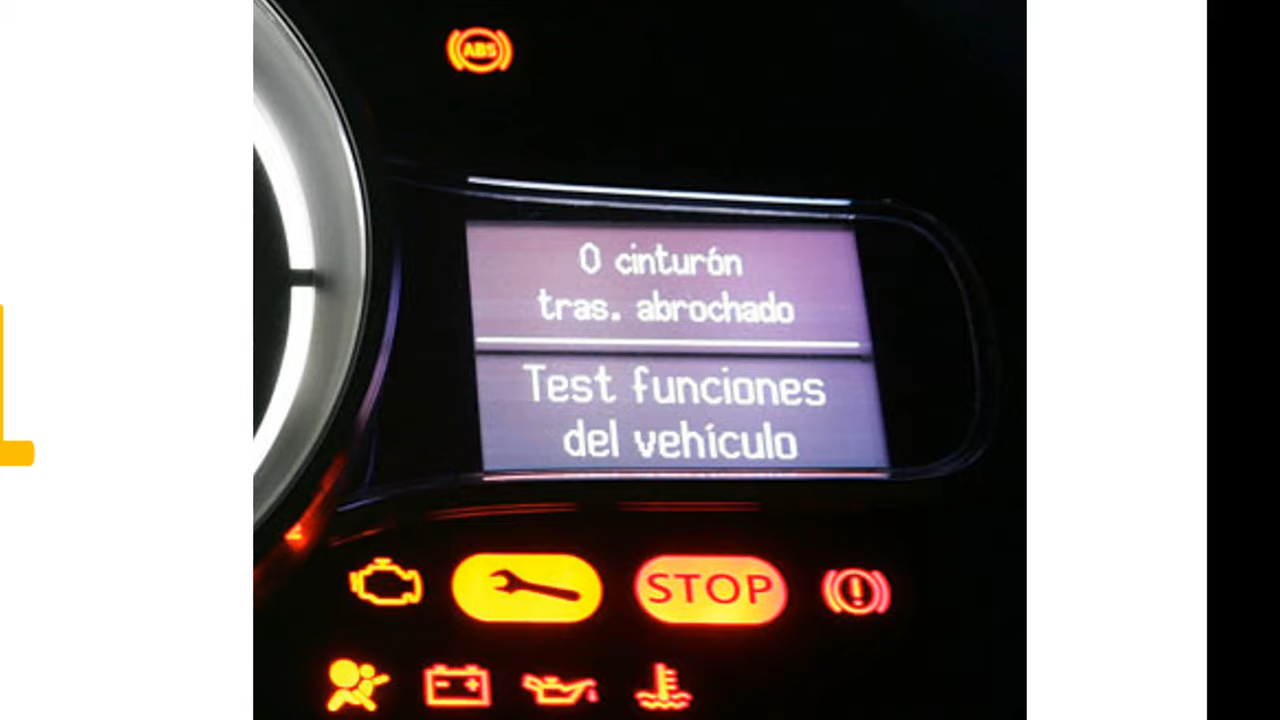 ABS
0 cinturón
tras. abrochado
Test funciones
del vehículo
STOP